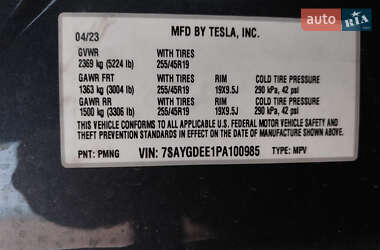 auto RIA
04/23 MFD BY TESLA, INC.
GVWR WITH TIRES
2369 kg (5224 lb) 255/45R19
GAWR FRT WITH TIRES RIM COLD TIRE PRESSURE
1363 kg (3004 lb) 255/45R19 19X9.5J 290 kPa, 42 psi
GAWR RR WITH TIRES RIM COLD TIRE PRESSURE
1500 kg (3306 lb) 255/45R19 19X9.5J 290 kPa, 42 psi
THIS VEHICLE CONFORMS TO ALL APPLICABLE
U.S. FEDERAL MOTOR VEHICLE SAFETY AND
THEFT PREVENTION STANDARDS IN EFFECT ON
THE DATE OF MANUFACTURE SHOWN ABOVE.
PNT: PMNG VIN: 7SAYGDEE1PA100985 TYPE: MPV